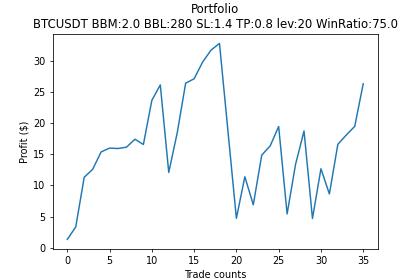 Portfolio
BTCUSDT BBM:2.0 BBL:280 SL:1.4 TP:0.8 lev:20 WinRatio:75.0
30
25
20
15
10
5
0
Profit ($)
0 5 10 15 20 25 30 35
Trade counts